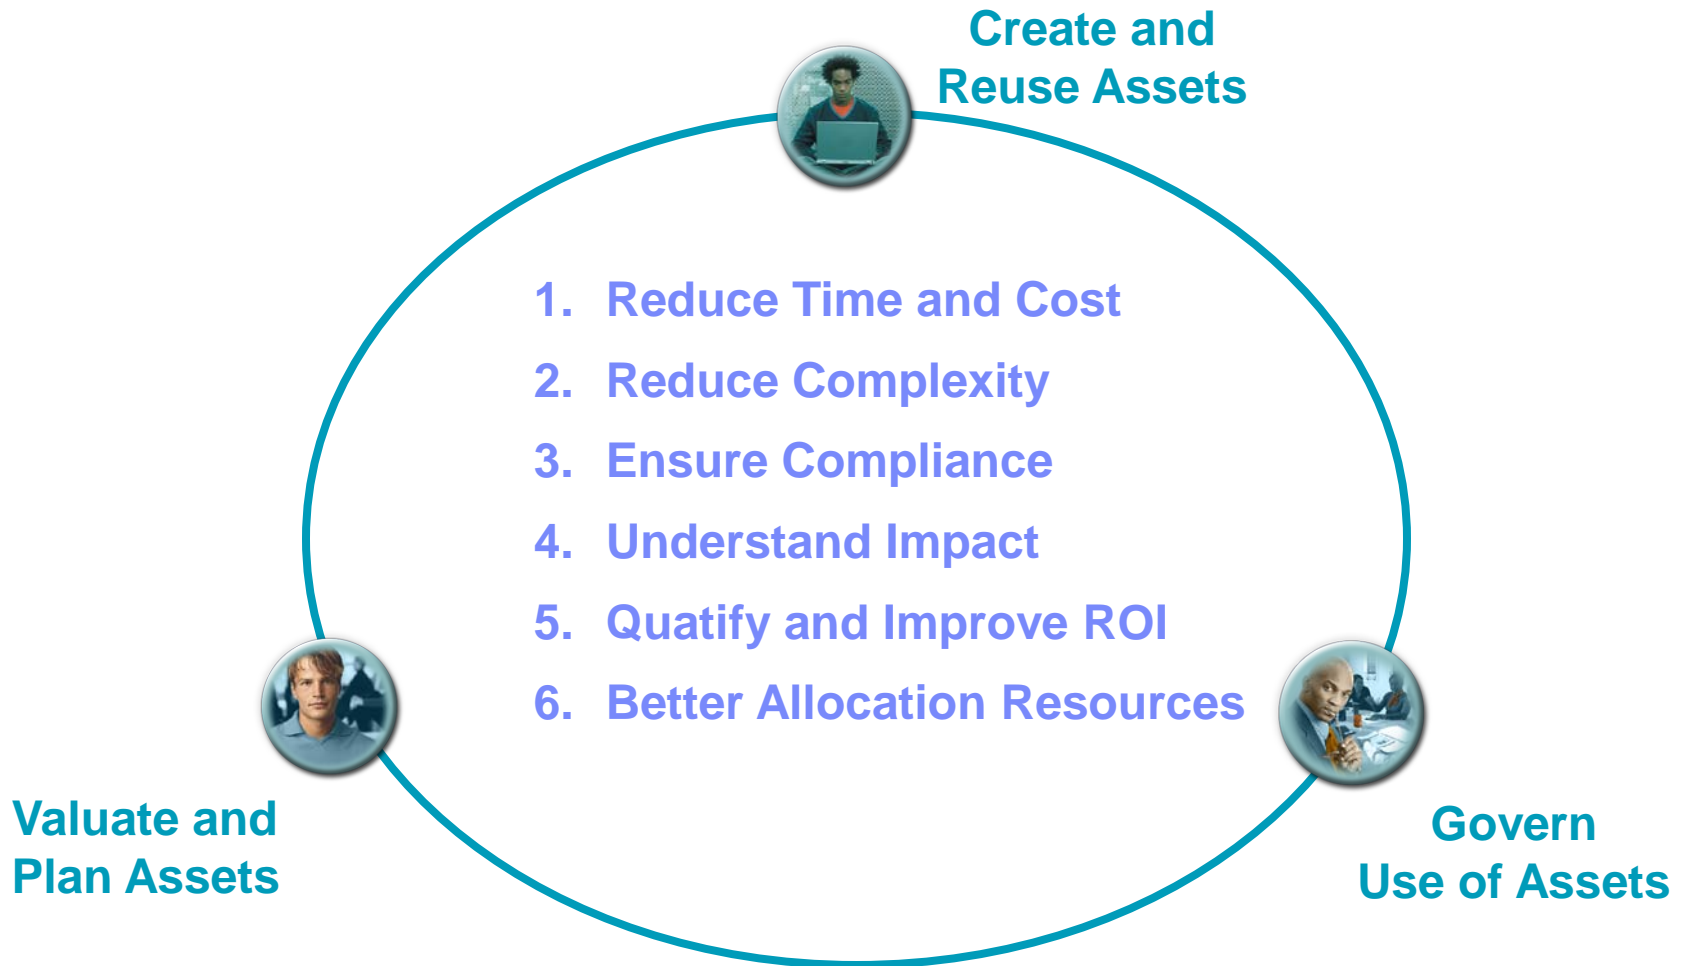 Create and
Reuse Assets
1. Reduce Time and Cost
2. Reduce Complexity
3. Ensure Compliance
4. Understand Impact
5. Quatify and Improve ROI
6. Better Allocation Resources
Valuate and
Plan Assets
Govern
Use of Assets